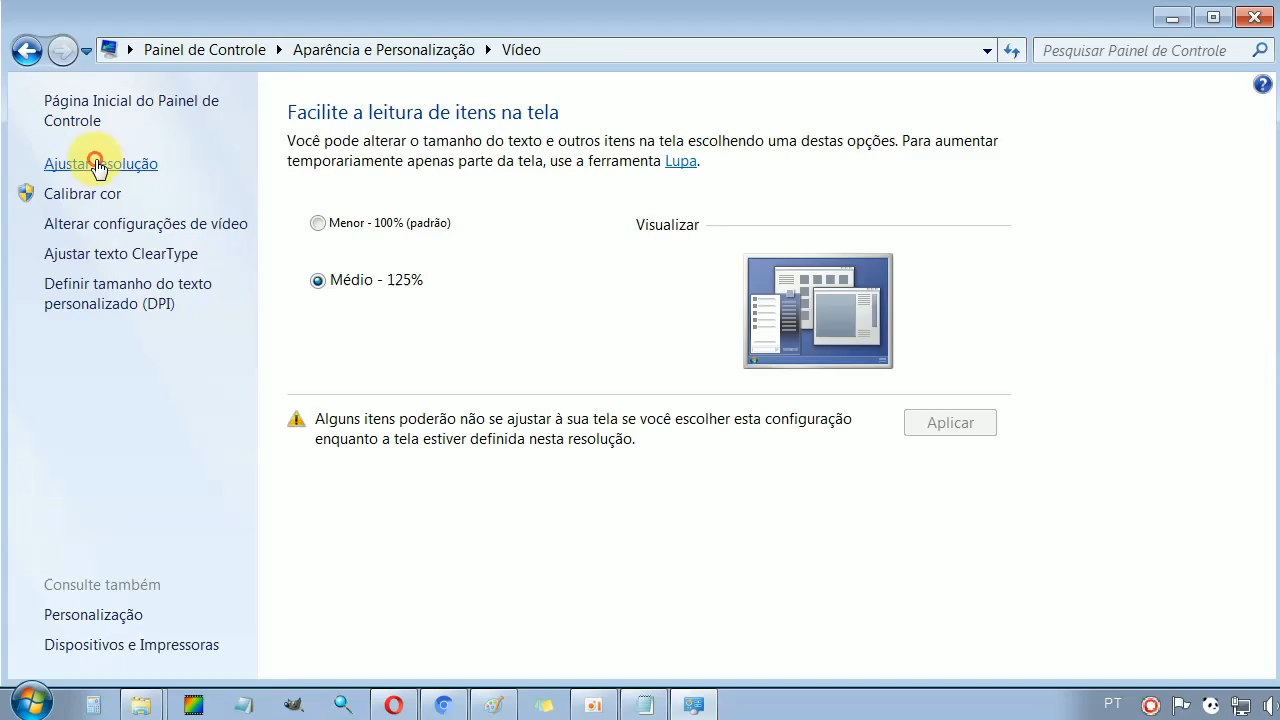 Painel de Controle
Aparência e Personalização
Vídeo
Pesquisar Painel de Controle
Página Inicial do Painel de
Controle
Ajustar resolução
Calibrar cor
Alterar configurações de vídeo
Ajustar texto ClearType
Definir tamanho do texto
personalizado (DPI)
Facilite a leitura de itens na tela
Você pode alterar o tamanho do texto e outros itens na tela escolhendo uma destas opções. Para aumentar
temporariamente apenas parte da tela, use a ferramenta Lupa.
Menor - 100% (padrão)
Visualizar
Médio - 125%
Alguns itens poderão não se ajustar à sua tela se você escolher esta configuração
enquanto a tela estiver definida nesta resolução.
Aplicar
Consulte também
Personalização
Dispositivos e Impressoras
PT